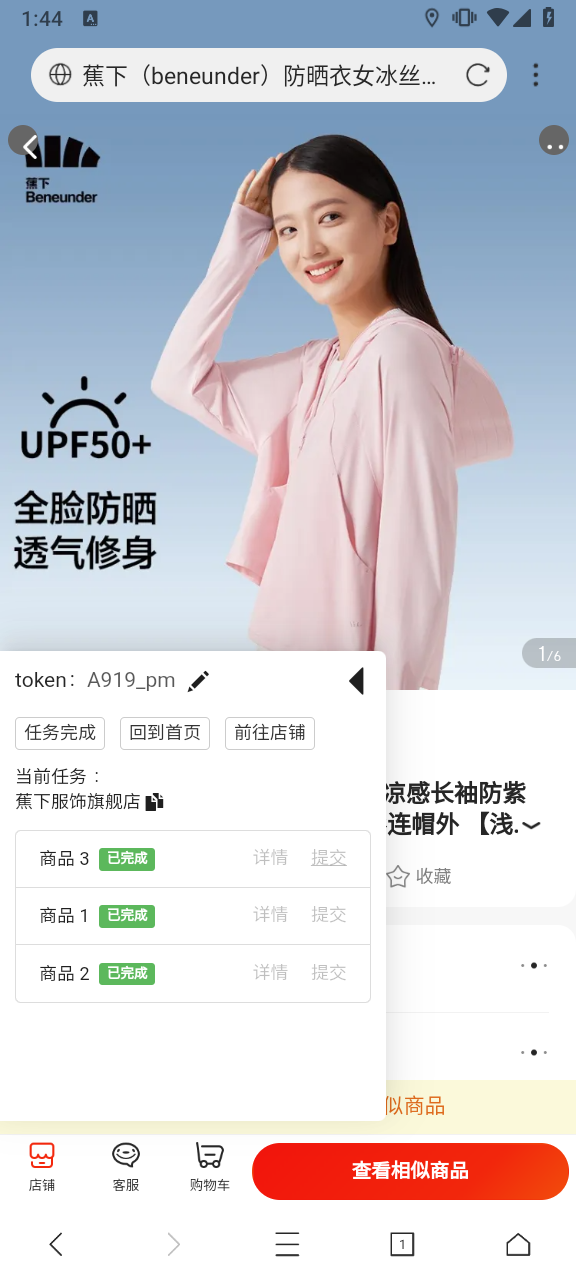 1:44
A
蕉下（beneunder）防晒衣女冰丝...
蕉下
Beneunder
UPF50+
全脸防晒
透气修身
1/6
token： A919_pm
任务完成 回到首页 前往店铺
当前任务：
蕉下服饰旗舰店
凉感长袖防紫
连帽外 【浅.
收藏
商品 3 已完成 详情 提交
商品 1 已完成 详情 提交
商品 2 已完成 详情 提交
似商品
店铺 客服 购物车 查看相似商品
1